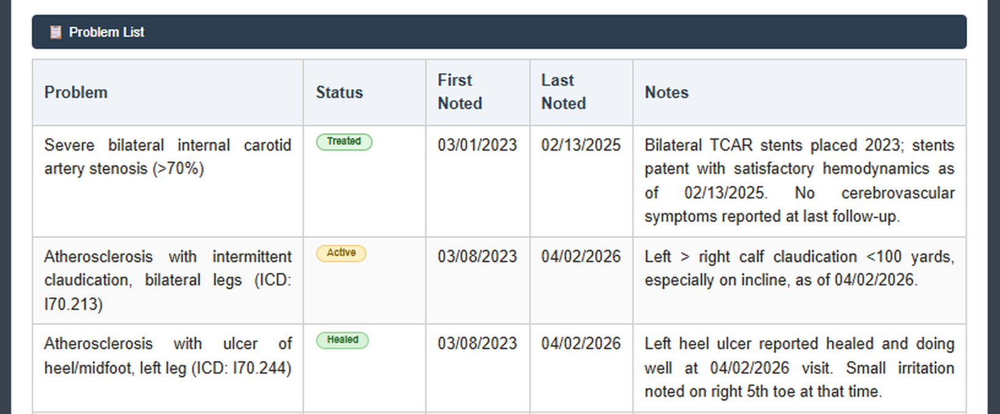 Problem List
Problem Status First Noted Last Noted Notes
Severe bilateral internal carotid artery stenosis (>70%)
Treated
03/01/2023
02/13/2025
Bilateral TCAR stents placed 2023; stents
patent with satisfactory hemodynamics as
of 02/13/2025. No cerebrovascular
symptoms reported at last follow-up.
Atherosclerosis with intermittent
claudication, bilateral legs (ICD:
I70.213)
Active
03/08/2023
04/02/2026
Left > right calf claudication <100 yards,
especially on incline, as of 04/02/2026.
Atherosclerosis with ulcer of
heel/midfoot, left leg (ICD: I70.244)
Healed
03/08/2023
04/02/2026
Left heel ulcer reported healed and doing
well at 04/02/2026 visit. Small irritation
noted on right 5th toe at that time.